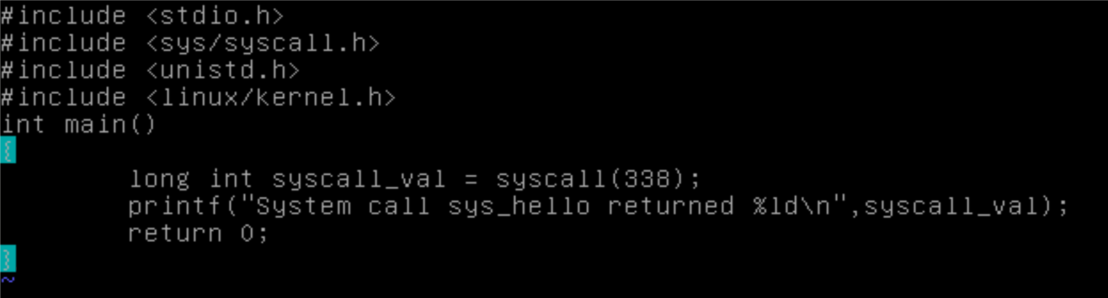 #include <stdio.h>
#include <sys/syscall.h>
#include <unistd.h>
#include <linux/kernel.h>
int main()
{
        long int syscall_val = syscall(338);
        printf("System call sys_hello returned %ld\n",syscall_val);
        return 0;
}
~